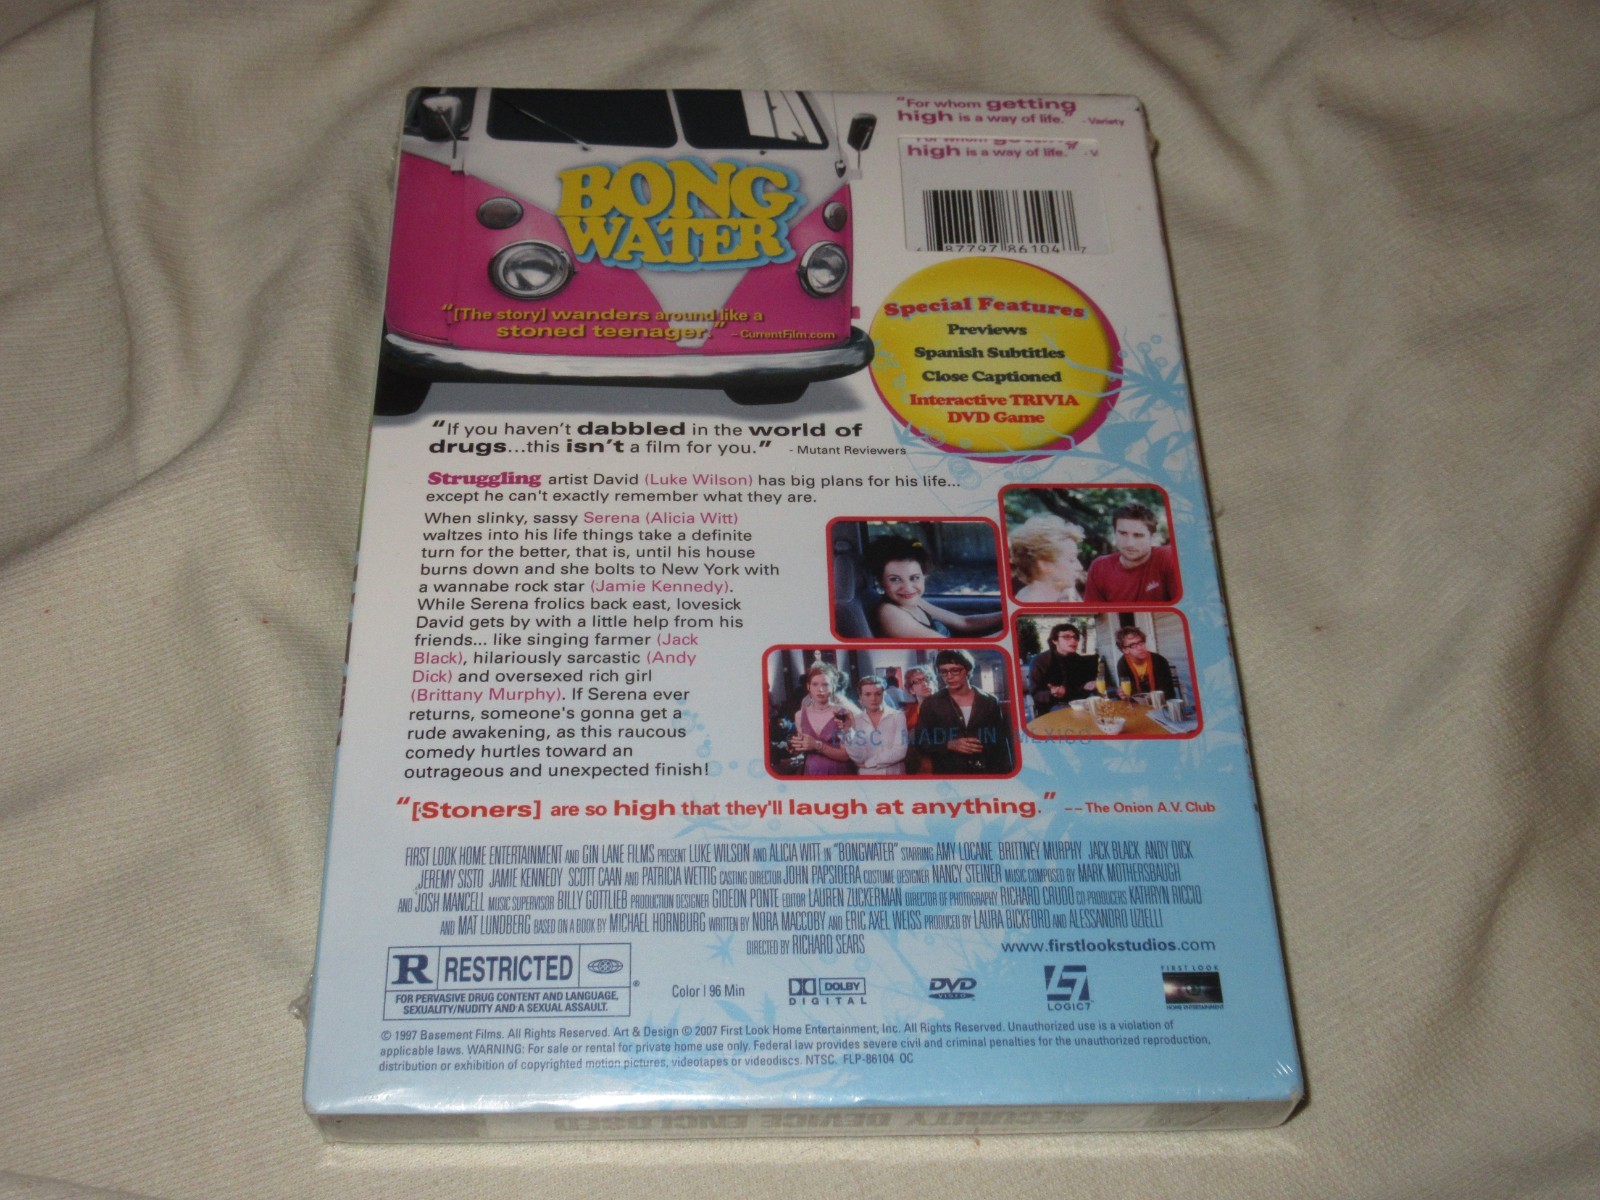 "For whom getting
high is a way of life." - Variety
high is a way of life." - V
6 87797 86104 7
BONG
WATER
"[The story] wanders around like a
stoned teenager." - CurrentFilm.com
Special Features
Previews
Spanish Subtitles
Close Captioned
Interactive TRIVIA
DVD Game
"If you haven't dabbled in the world of
drugs...this isn't a film for you." - Mutant Reviewers
Struggling artist David (Luke Wilson) has big plans for his life...
except he can't exactly remember what they are.
When slinky, sassy Serena (Alicia Witt)
waltzes into his life things take a definite
turn for the better, that is, until his house
burns down and she bolts to New York with
a wannabe rock star (Jamie Kennedy).
While Serena frolics back east, lovesick
David gets by with a little help from his
friends... like singing farmer (Jack
Black), hilariously sarcastic (Andy
Dick) and oversexed rich girl
(Brittany Murphy). If Serena ever
returns, someone's gonna get a
rude awakening, as this raucous
comedy hurtles toward an
outrageous and unexpected finish!
DISC MADE IN MEXICO
"[Stoners] are so high that they'll laugh at anything." -- The Onion A.V. Club
FIRST LOOK HOME ENTERTAINMENT AND GIN LANE FILMS PRESENT LUKE WILSON AND ALICIA WITT IN "BONGWATER" STARRING AMY LOCANE BRITTNEY MURPHY JACK BLACK ANDY DICK
JEREMY SISTO JAMIE KENNEDY SCOTT CAAN AND PATRICIA WETTIG CASTING DIRECTOR JOHN PAPSIDERA COSTUME DESIGNER NANCY STEINER MUSIC COMPOSED BY MARK MOTHERSBAUGH
AND JOSH MANCELL MUSIC SUPERVISOR BILLY GOTTLIEB PRODUCTION DESIGNER GIDEON PONTE EDITOR LAUREN ZUCKERMAN DIRECTOR OF PHOTOGRAPHY RICHARD CRUDO CO-PRODUCERS KATHRYN RICCIO
AND MAT LUNDBERG BASED ON A BOOK BY MICHAEL HORNBURG WRITTEN BY NORA MACCOBY AND ERIC AXEL WEISS PRODUCED BY LAURA BICKFORD AND ALESSANDRO UZIELLI
DIRECTED BY RICHARD SEARS
www.firstlookstudios.com
R RESTRICTED ®
FOR PERVASIVE DRUG CONTENT AND LANGUAGE,
SEXUALITY/NUDITY AND A SEXUAL ASSAULT.
Color | 96 Min
DOLBY
DIGITAL
DVD
VIDEO
LOGIC7
FIRST LOOK
HOME ENTERTAINMENT
© 1997 Basement Films. All Rights Reserved. Art & Design © 2007 First Look Home Entertainment, Inc. All Rights Reserved. Unauthorized use is a violation of
applicable laws. WARNING: For sale or rental for private home use only. Federal law provides severe civil and criminal penalties for the unauthorized reproduction,
distribution or exhibition of copyrighted motion pictures, videotapes or videodiscs. NTSC. FLP-86104 OC
SECURITY DEVICE ENCLOSED